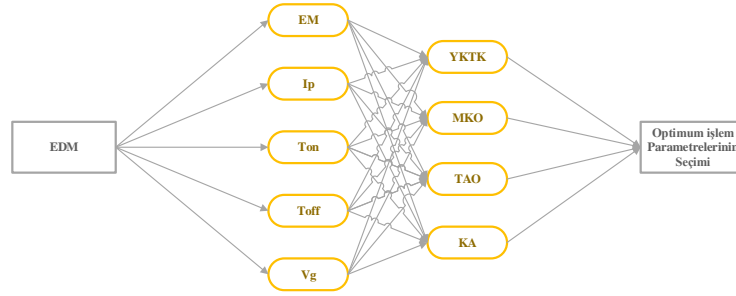 EDM
EM
Ip
Ton
Toff
Vg
YKTK
MKO
TAO
KA
Optimum işlem
Parametrelerinin
Seçimi